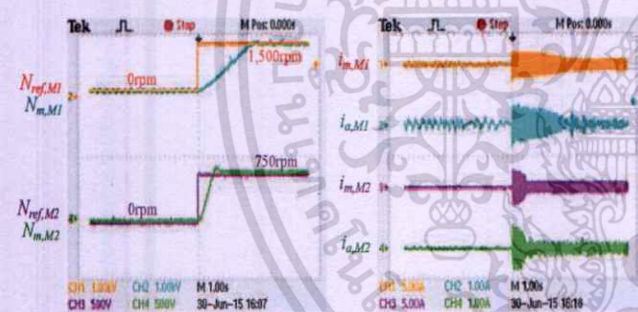 Tek Stop M Pos: 0.000s
N_ref,M1
N_m,M1
0rpm
1,500rpm
N_ref,M2
N_m,M2
0rpm
750rpm
CH1 1.00kV CH2 1.00kV M 1.00s
CH3 500V CH4 500V 30-Jun-15 16:07
Tek Stop M Pos: 0.000s
i_m,M1
i_a,M1
i_m,M2
i_a,M2
CH1 5.00A CH2 1.00A M 1.00s
CH3 5.00A CH4 1.00A 30-Jun-15 16:16